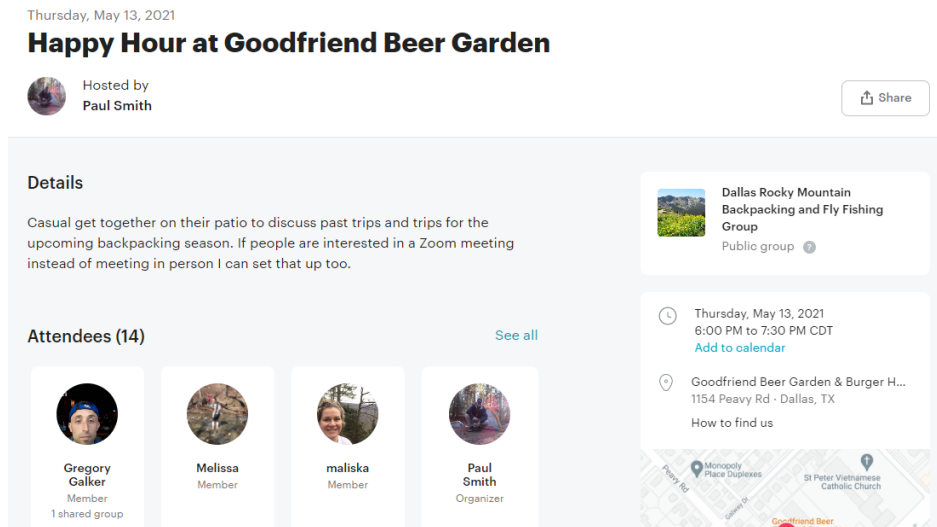 Thursday, May 13, 2021
Happy Hour at Goodfriend Beer Garden
Hosted by
Paul Smith
Share
Details
Casual get together on their patio to discuss past trips and trips for the
upcoming backpacking season. If people are interested in a Zoom meeting
instead of meeting in person I can set that up too.
Attendees (14)
See all
Gregory
Galker
Member
1 shared group
Melissa
Member
maliska
Member
Paul
Smith
Organizer
Dallas Rocky Mountain
Backpacking and Fly Fishing
Group
Public group ?
Thursday, May 13, 2021
6:00 PM to 7:30 PM CDT
Add to calendar
Goodfriend Beer Garden & Burger H...
1154 Peavy Rd · Dallas, TX
How to find us
Peavy Rd
Monopoly
Place Duplexes
Galway Dr
St Peter Vietnamese
Catholic Church
Goodfriend Beer